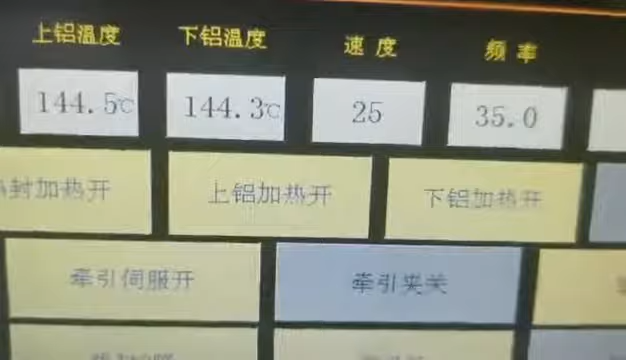 上铝温度 下铝温度 速度 频率
144.5℃ 144.3℃ 25 35.0
封加热开 上铝加热开 下铝加热开
牵引伺服开 牵引夹关